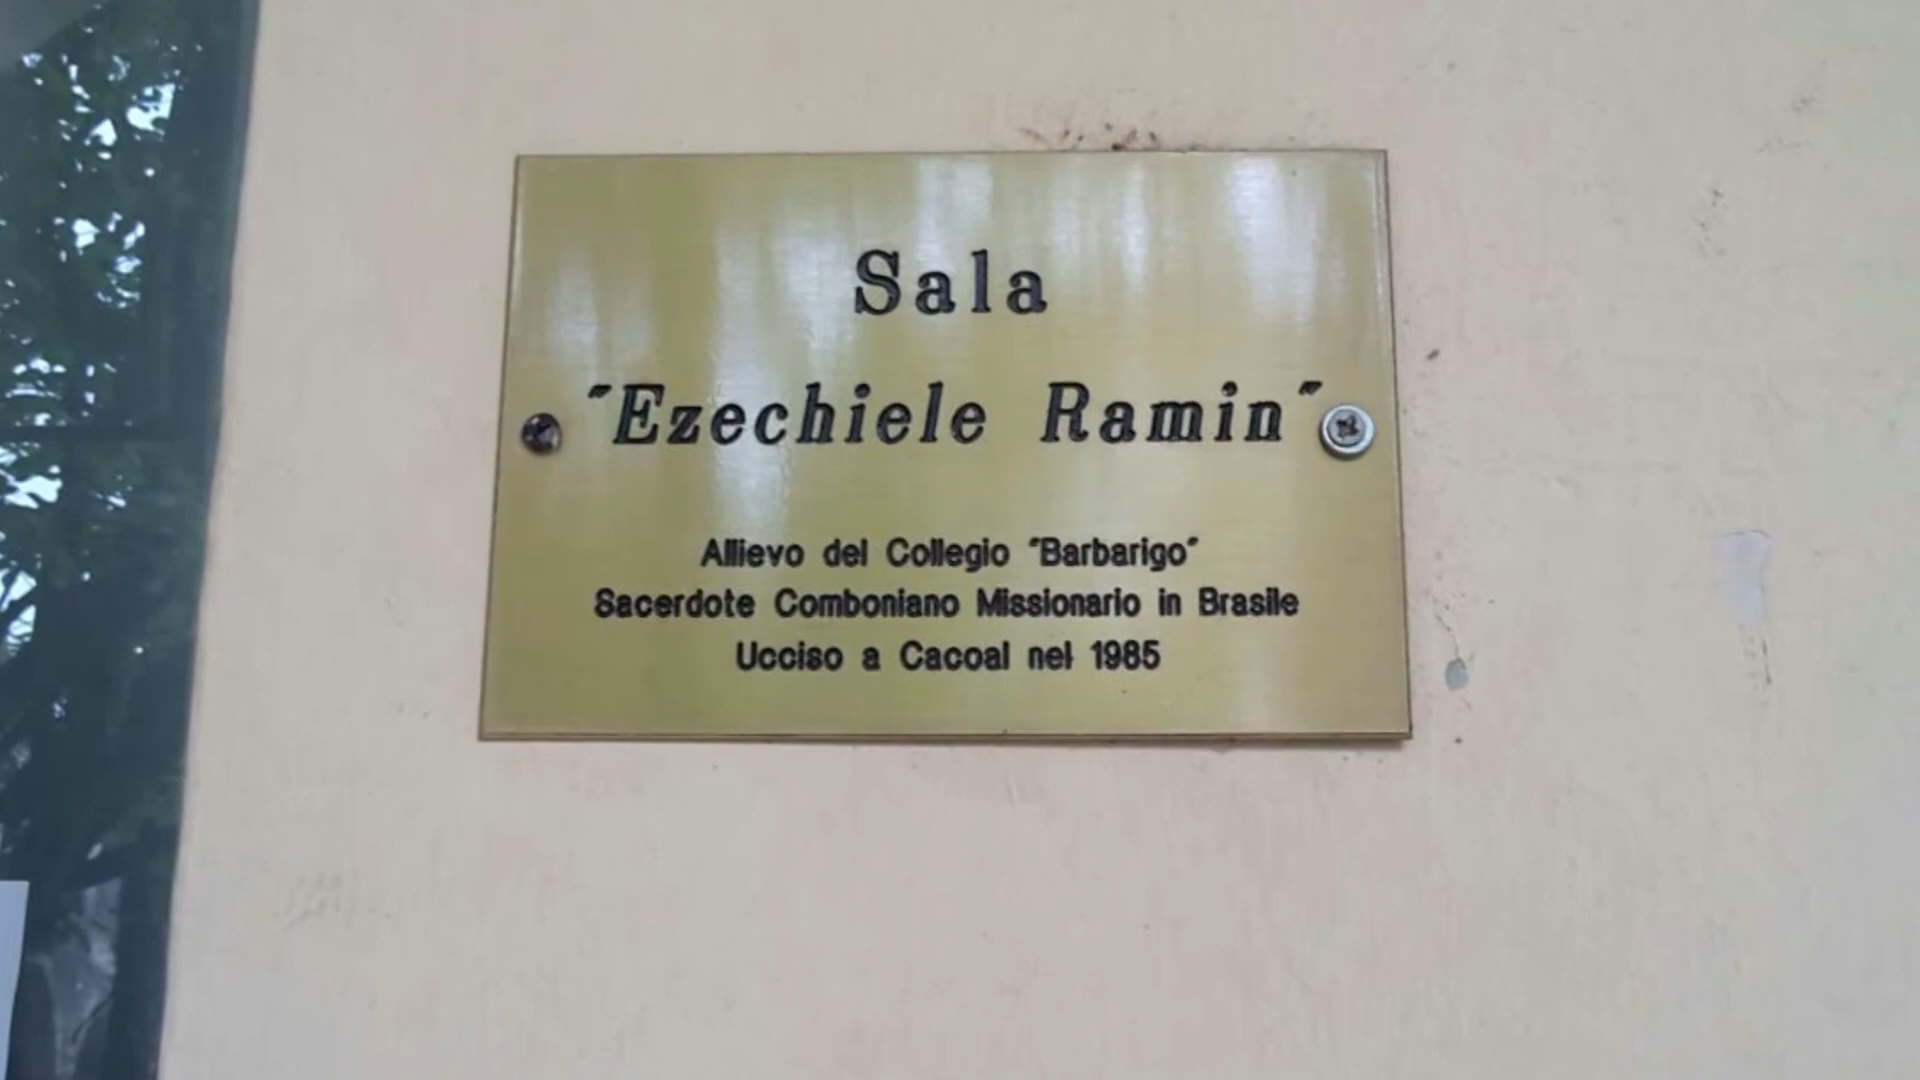 Sala
"Ezechiele Ramin"
Allievo del Collegio "Barbarigo"
Sacerdote Comboniano Missionario in Brasile
Ucciso a Cacoal nel 1985